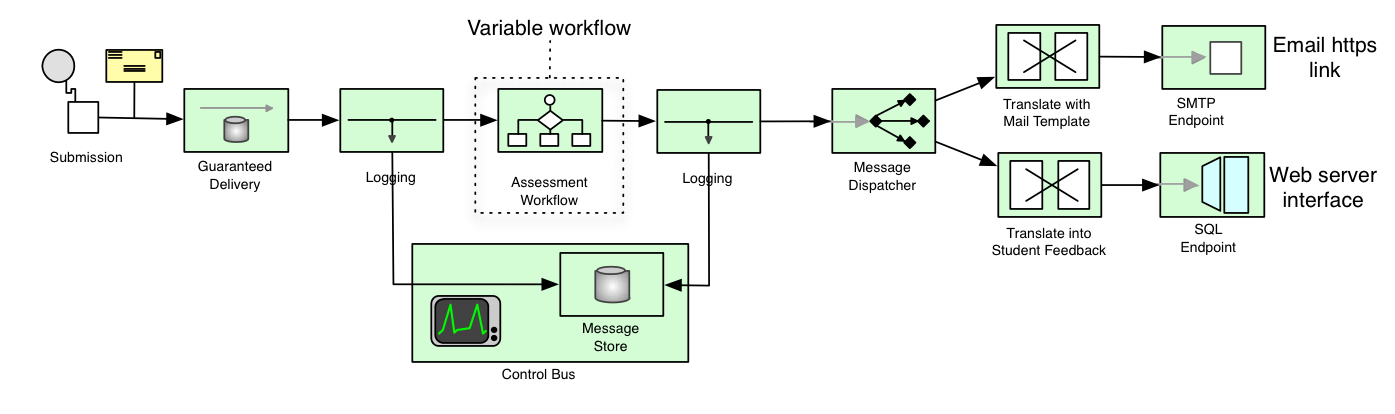 Variable workflow
Submission
Guaranteed
Delivery
Logging
Assessment
Workflow
Logging
Message
Dispatcher
Translate with
Mail Template
SMTP
Endpoint
Email https
link
Translate into
Student Feedback
SQL
Endpoint
Web server
interface
Message
Store
Control Bus